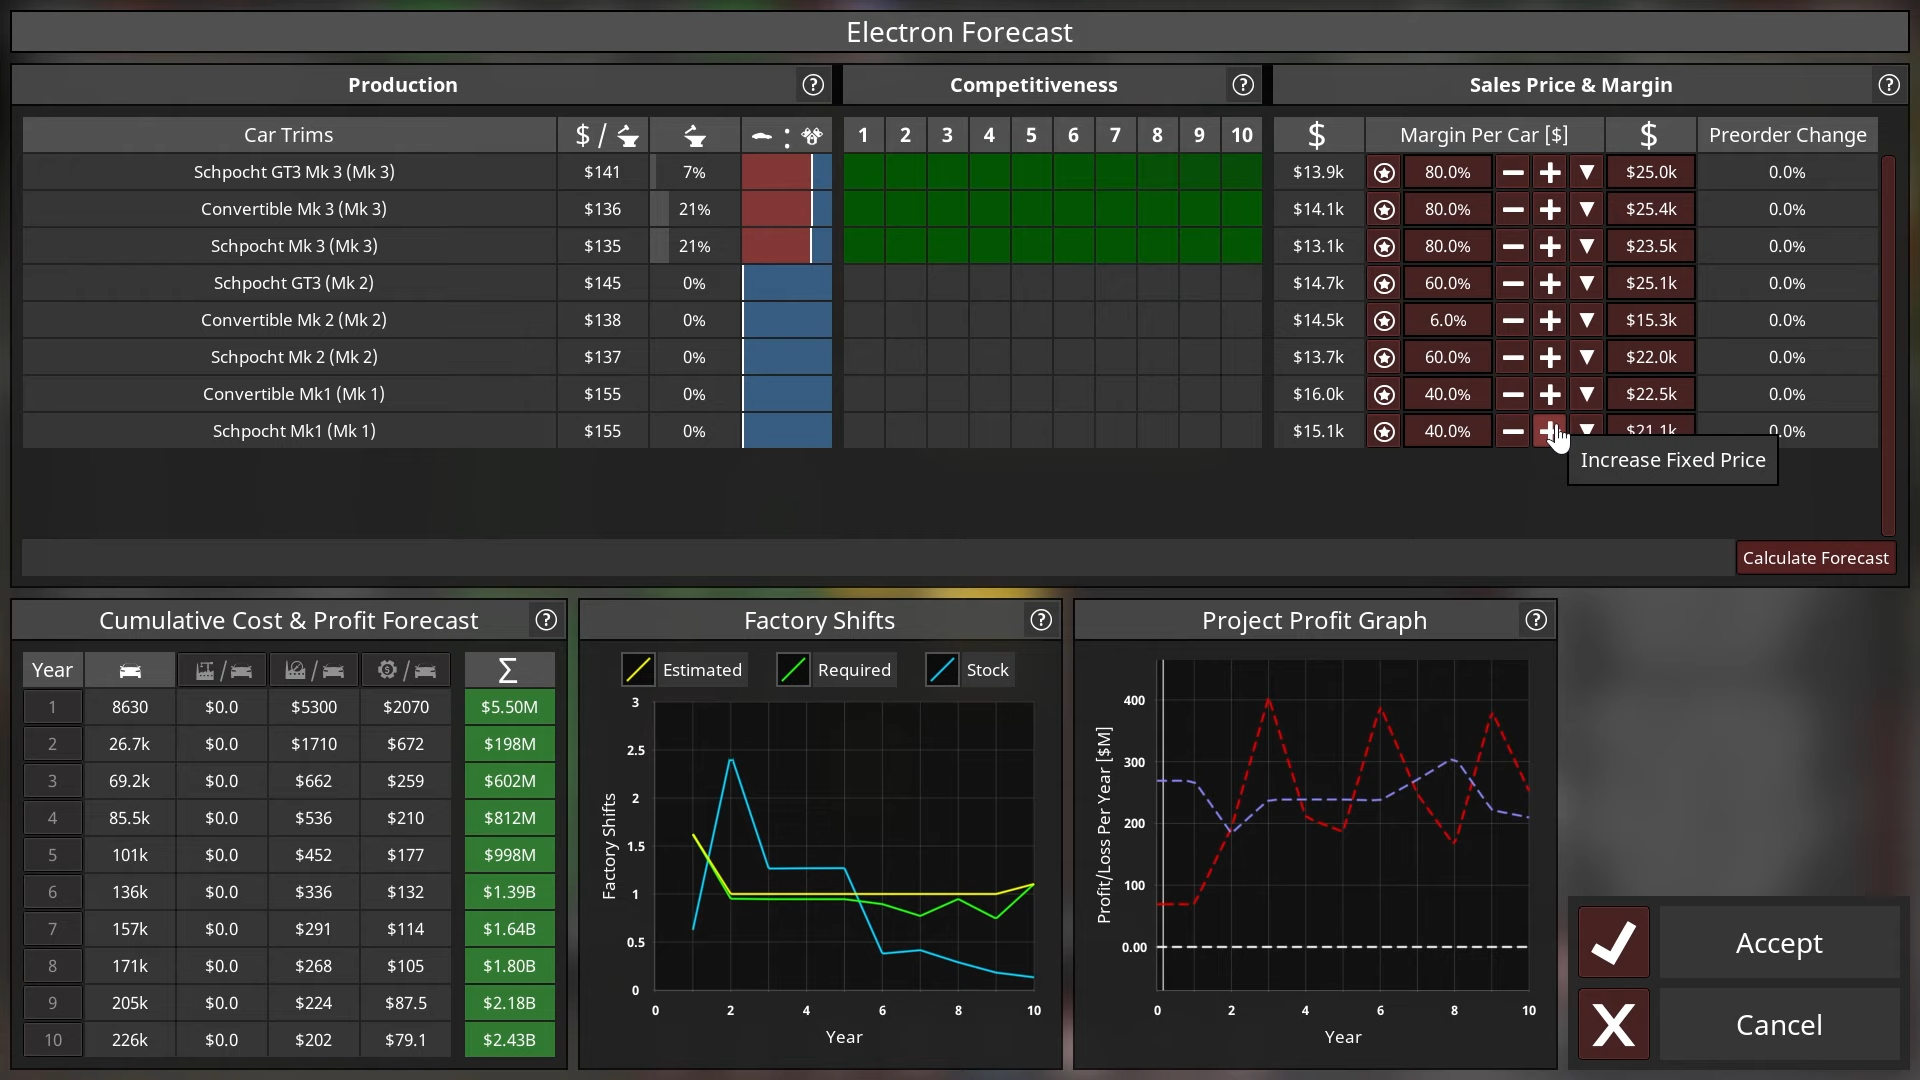 Electron Forecast
Production ?
Competitiveness ?
Sales Price & Margin ?
Car Trims $ / :
1 2 3 4 5 6 7 8 9 10
$ Margin Per Car [$] $ Preorder Change
Schpocht GT3 Mk 3 (Mk 3) $141 7% $13.9k 80.0% $25.0k 0.0%
Convertible Mk 3 (Mk 3) $136 21% $14.1k 80.0% $25.4k 0.0%
Schpocht Mk 3 (Mk 3) $135 21% $13.1k 80.0% $23.5k 0.0%
Schpocht GT3 (Mk 2) $145 0% $14.7k 60.0% $25.1k 0.0%
Convertible Mk 2 (Mk 2) $138 0% $14.5k 6.0% $15.3k 0.0%
Schpocht Mk 2 (Mk 2) $137 0% $13.7k 60.0% $22.0k 0.0%
Convertible Mk1 (Mk 1) $155 0% $16.0k 40.0% $22.5k 0.0%
Schpocht Mk1 (Mk 1) $155 0% $15.1k 40.0% $21.1k 0.0%
Increase Fixed Price
Calculate Forecast
Cumulative Cost & Profit Forecast ?
Year / / / Σ
1 8630 $0.0 $5300 $2070 $5.50M
2 26.7k $0.0 $1710 $672 $198M
3 69.2k $0.0 $662 $259 $602M
4 85.5k $0.0 $536 $210 $812M
5 101k $0.0 $452 $177 $998M
6 136k $0.0 $336 $132 $1.39B
7 157k $0.0 $291 $114 $1.64B
8 171k $0.0 $268 $105 $1.80B
9 205k $0.0 $224 $87.5 $2.18B
10 226k $0.0 $202 $79.1 $2.43B
Factory Shifts ?
Estimated Required Stock
Factory Shifts
3
2.5
2
1.5
1
0.5
0
0 2 4 6 8 10
Year
Project Profit Graph ?
Profit/Loss Per Year [$M]
400
300
200
100
0.00
0 2 4 6 8 10
Year
Accept
Cancel